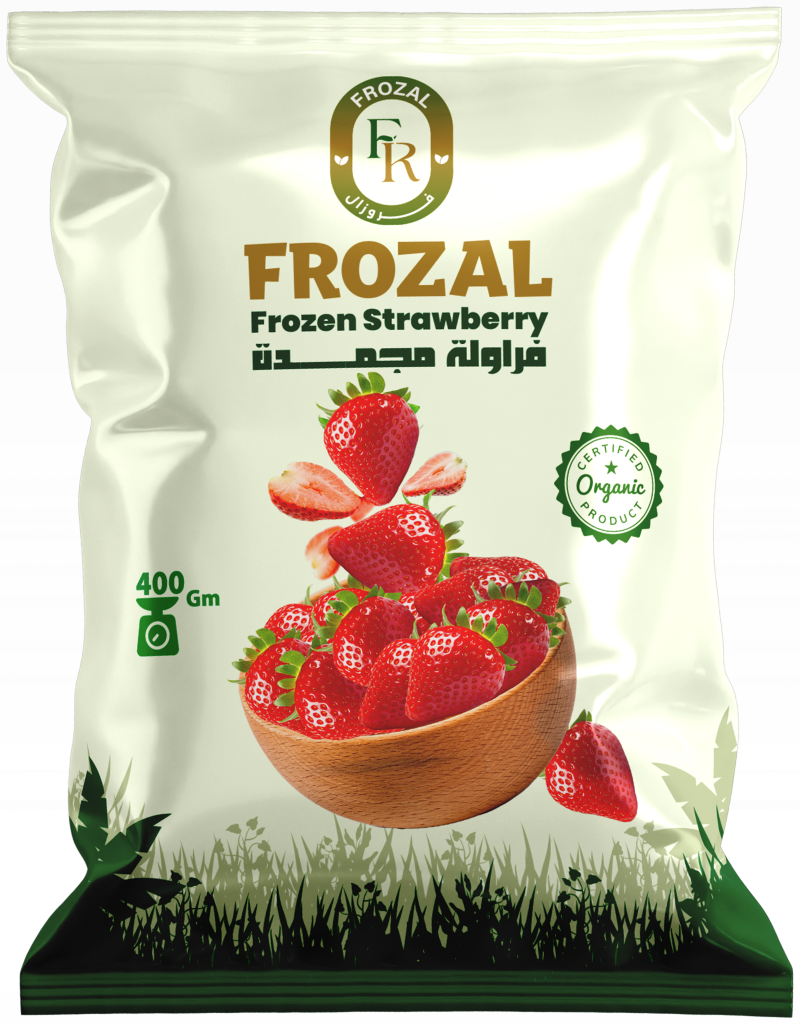 FROZAL
FR
فروزال
FROZAL
Frozen Strawberry
فراولة مجمدة
CERTIFIED
Organic
PRODUCT
400 Gm